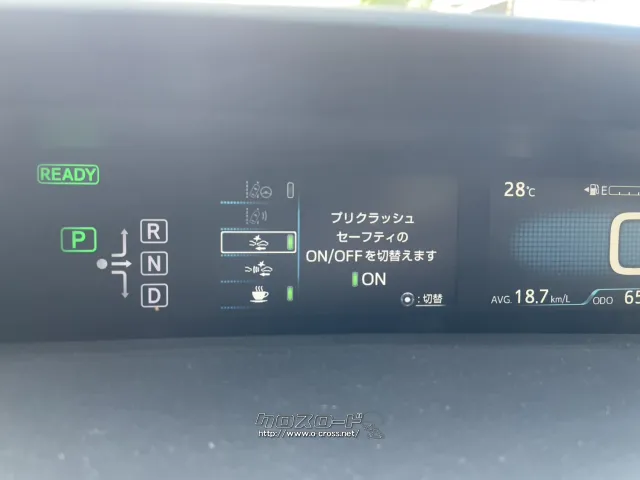 READY
P
R
N
D
プリクラッシュ
セーフティの
ON/OFFを切替えます
ON
:切替
28℃
E
AVG. 18.7 km/L
ODO 65
クロスロード
http://www.o-cross.net/